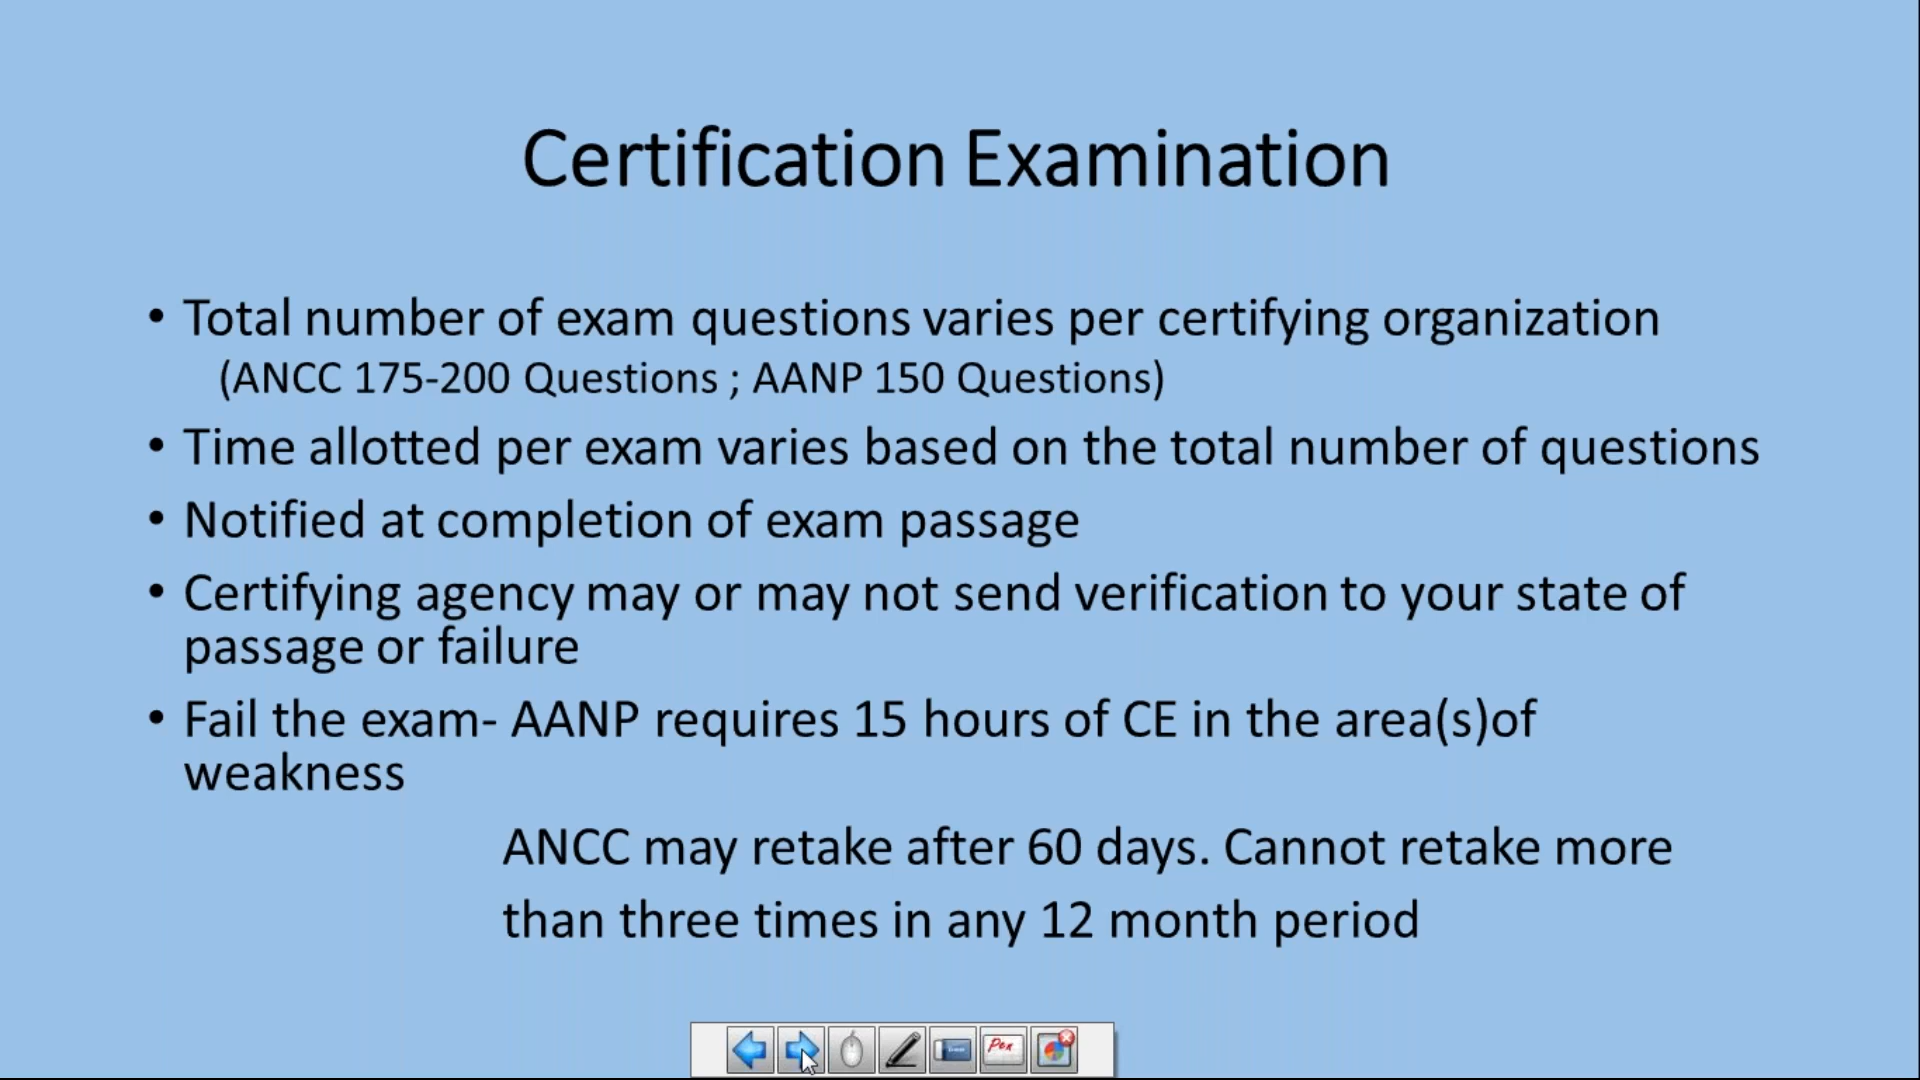 Certification Examination
• Total number of exam questions varies per certifying organization
(ANCC 175-200 Questions ; AANP 150 Questions)
• Time allotted per exam varies based on the total number of questions
• Notified at completion of exam passage
• Certifying agency may or may not send verification to your state of
passage or failure
• Fail the exam- AANP requires 15 hours of CE in the area(s)of
weakness
ANCC may retake after 60 days. Cannot retake more
than three times in any 12 month period
Pen